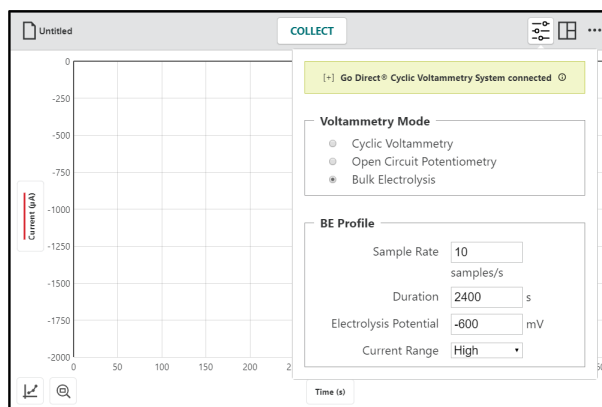 Untitled
COLLECT
[+] Go Direct® Cyclic Voltammetry System connected
Voltammetry Mode
Cyclic Voltammetry
Open Circuit Potentiometry
Bulk Electrolysis
BE Profile
Sample Rate 10
samples/s
Duration 2400 s
Electrolysis Potential -600 mV
Current Range High
Current (µA)
0
-250
-500
-750
-1000
-1250
-1500
-1750
-2000
0 50 100 150 200
Time (s)